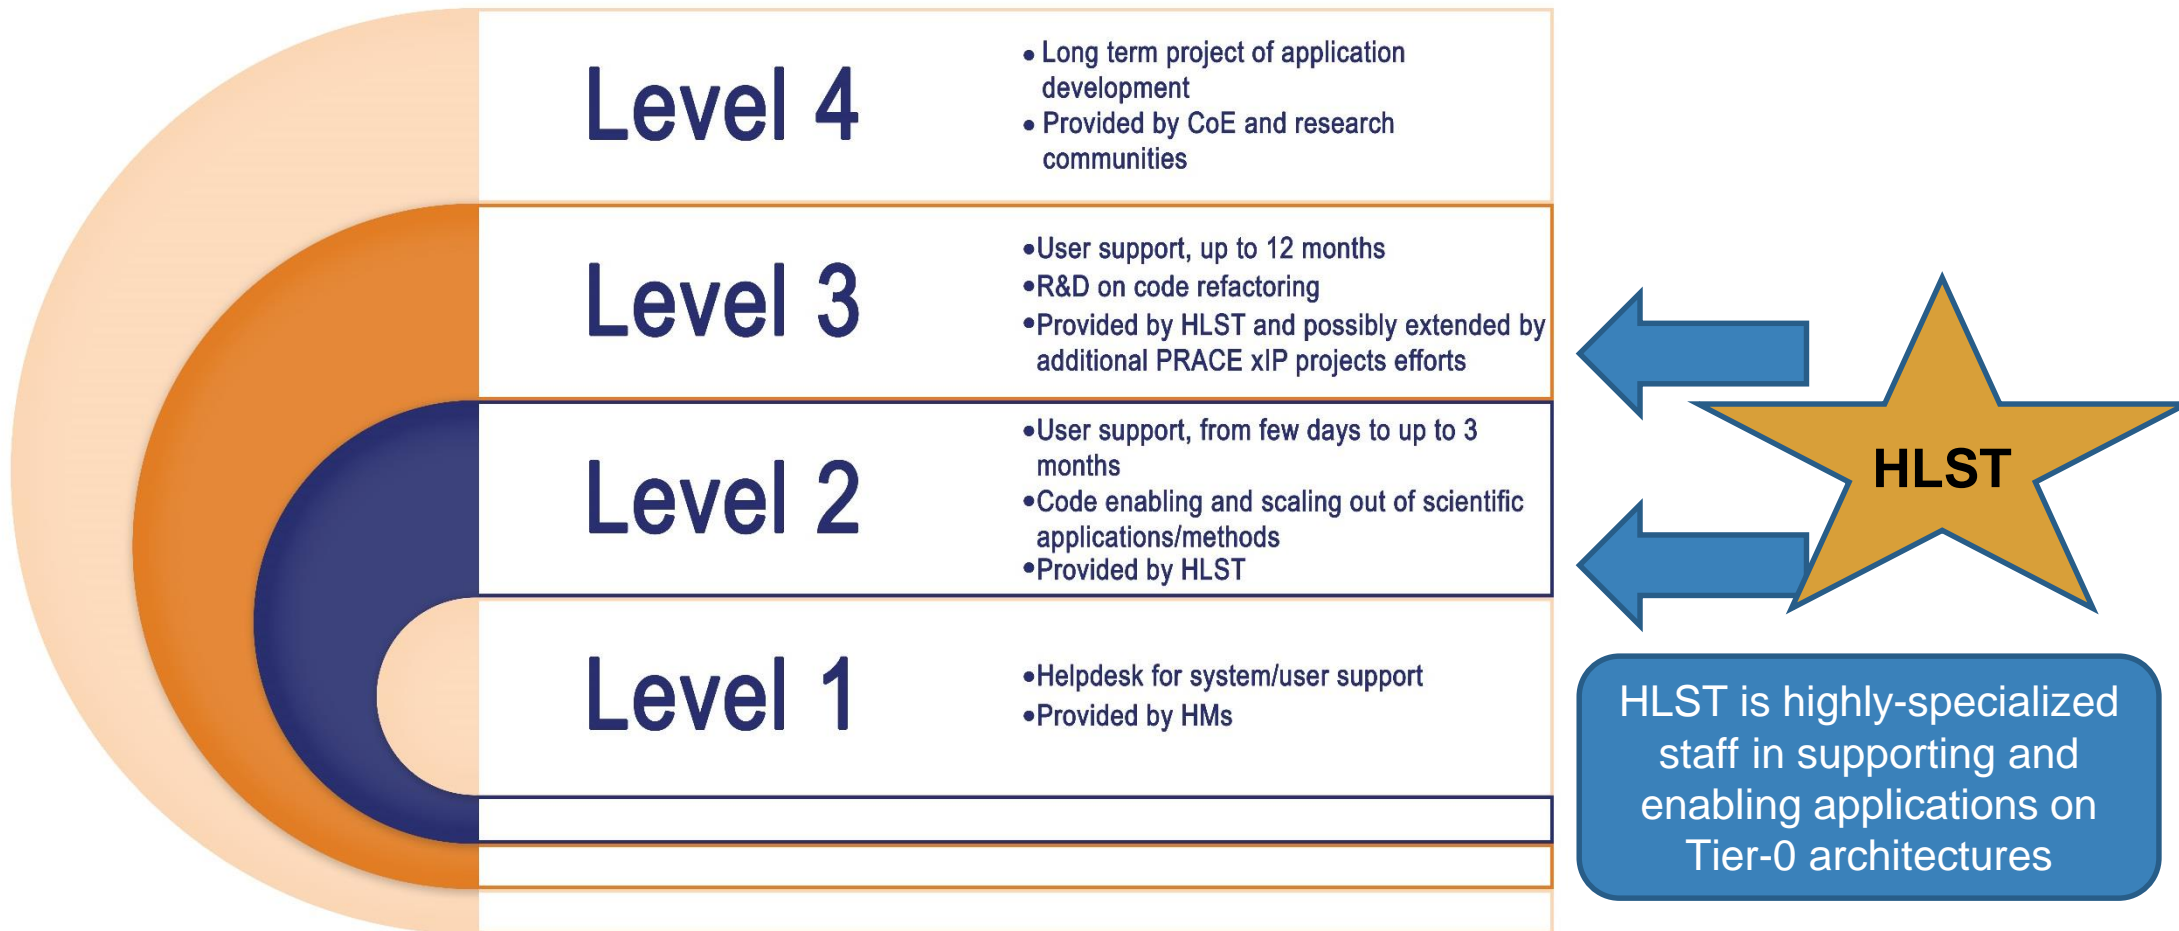 Level 4
• Long term project of application
development
• Provided by CoE and research
communities
Level 3
•User support, up to 12 months
•R&D on code refactoring
•Provided by HLST and possibly extended by
additional PRACE xIP projects efforts
Level 2
•User support, from few days to up to 3
months
•Code enabling and scaling out of scientific
applications/methods
•Provided by HLST
Level 1
•Helpdesk for system/user support
•Provided by HMs
HLST
HLST is highly-specialized
staff in supporting and
enabling applications on
Tier-0 architectures